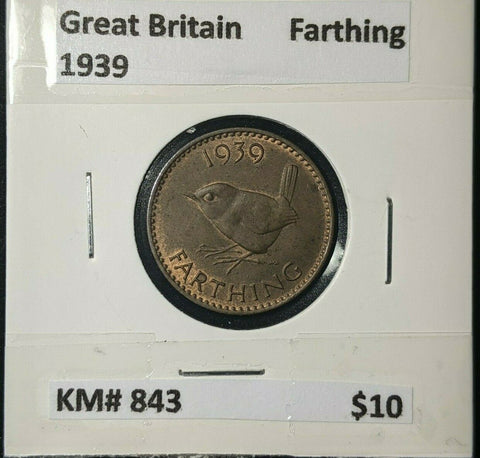 Great Britain Farthing
1939
1939
FARTHING
KM# 843 $10